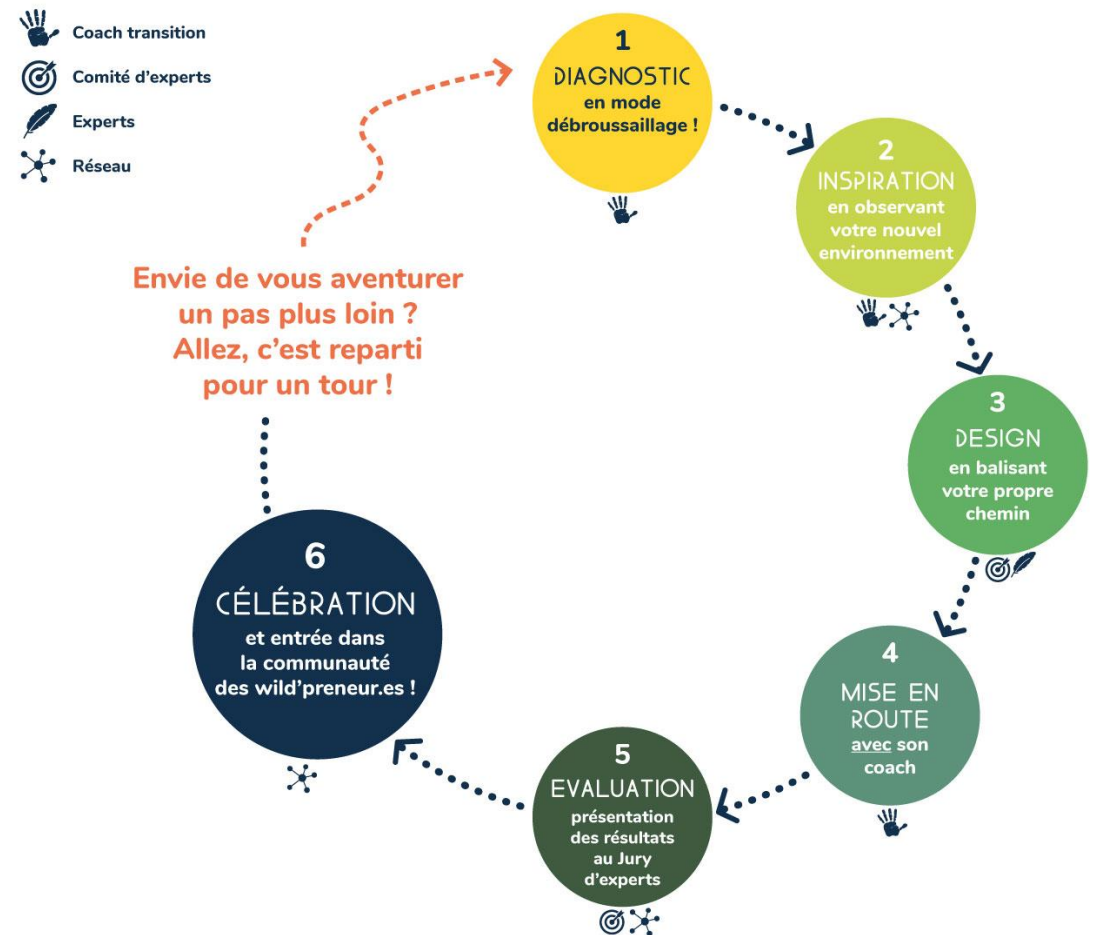 Coach transition
Comité d'experts
Experts
Réseau
1
DIAGNOSTIC
en mode
débroussaillage !
2
INSPIRATION
en observant
votre nouvel
environnement
3
DESIGN
en balisant
votre propre
chemin
4
MISE EN
ROUTE
avec son
coach
5
EVALUATION
présentation
des résultats
au Jury
d'experts
6
CÉLÉBRATION
et entrée dans
la communauté
des wild'preneur.es !
Envie de vous aventurer
un pas plus loin ?
Allez, c'est reparti
pour un tour !